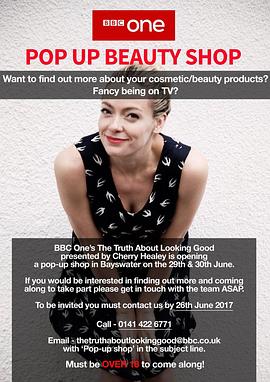 BBC one
POP UP BEAUTY SHOP
Want to find out more about your cosmetic/beauty products?
Fancy being on TV?
BBC One's The Truth About Looking Good
presented by Cherry Healey is opening
a pop-up shop in Bayswater on the 29th & 30th June.
If you would be interested in finding out more and coming
along to take part please get in touch with the team ASAP.
To be invited you must contact us by 26th June 2017
Call - 0141 422 6771
Email - thetruthaboutlookinggood@bbc.co.uk
with 'Pop-up shop' in the subject line.
Must be OVER 18 to come along!